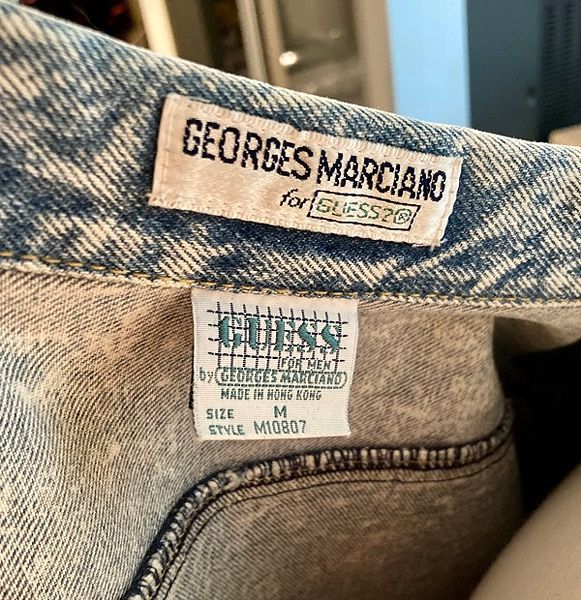 GEORGES MARCIANO
for GUESS?®
GUESS
FOR MEN
by GEORGES MARCIANO
MADE IN HONG KONG
SIZE M
STYLE M10807